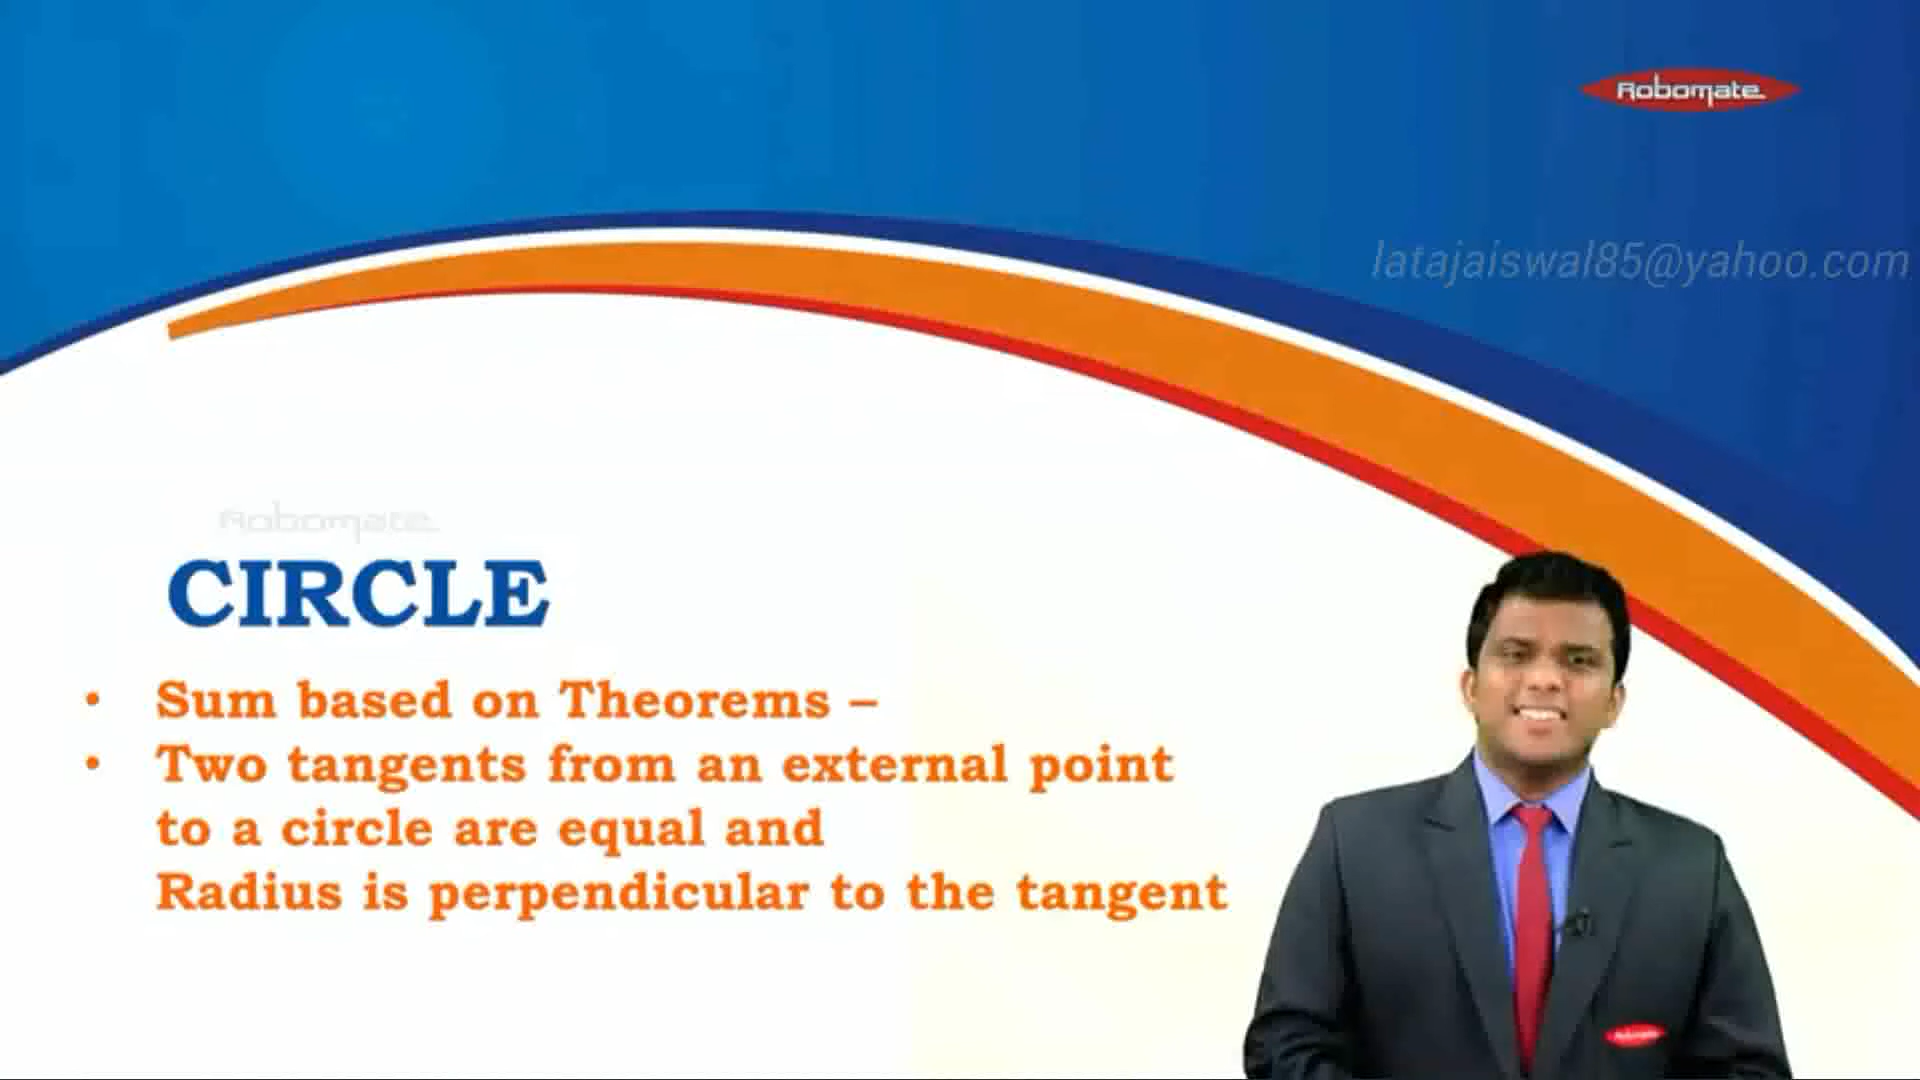 Robomate
latajaiswal85@yahoo.com
Robomate
CIRCLE
• Sum based on Theorems –
• Two tangents from an external point
to a circle are equal and
Radius is perpendicular to the tangent
Robomate